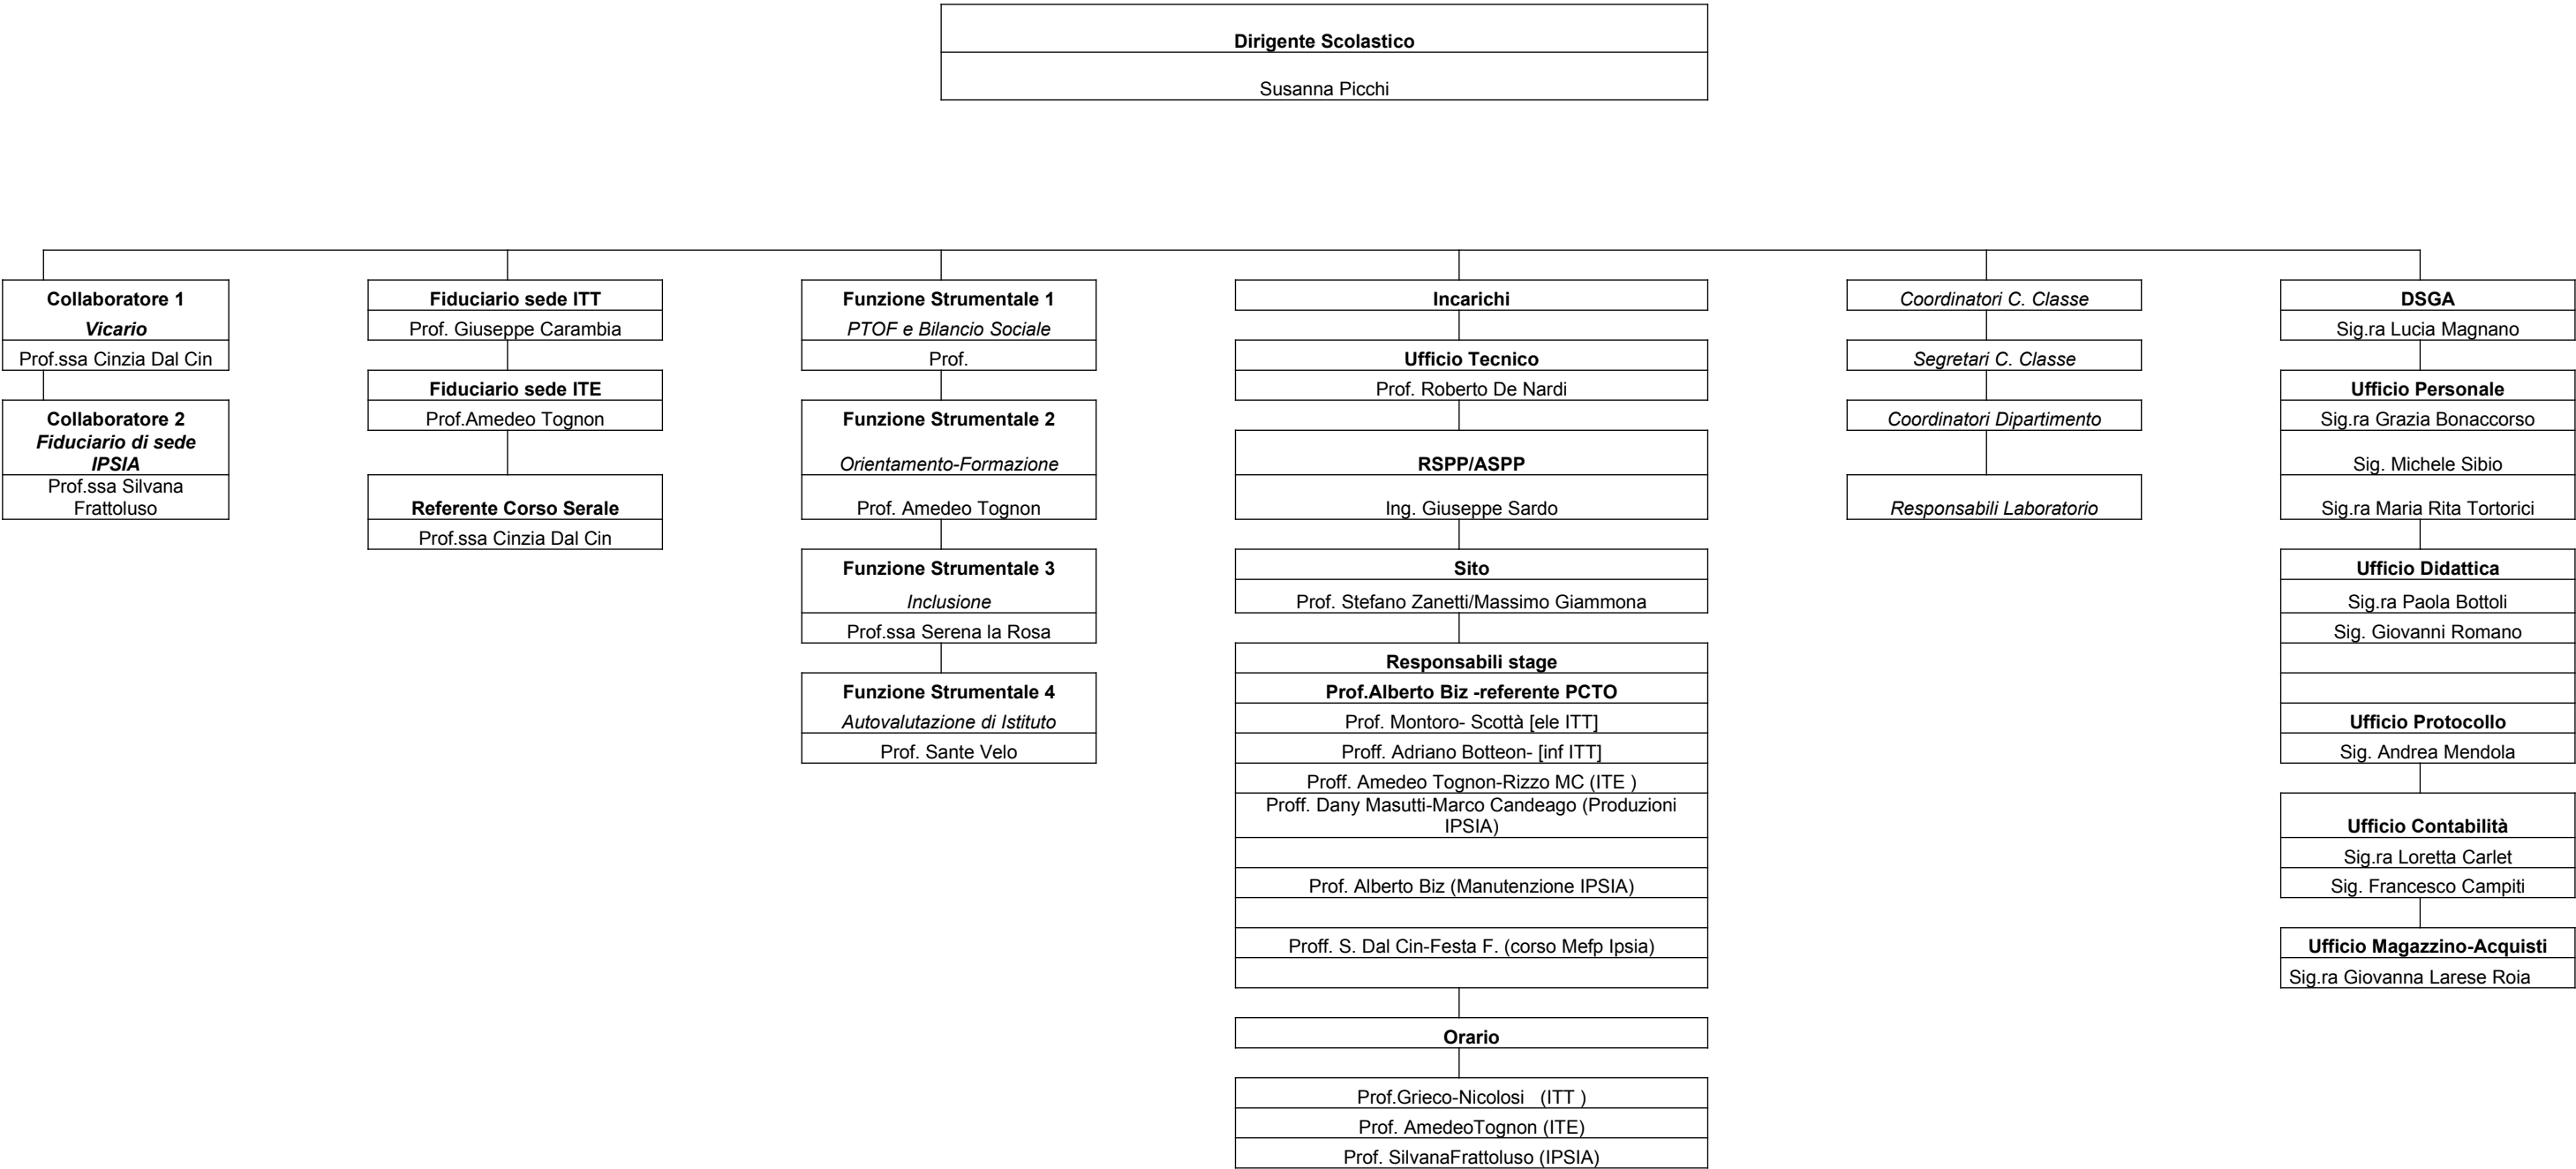 Dirigente Scolastico
Susanna Picchi
Collaboratore 1
Vicario
Prof.ssa Cinzia Dal Cin
Collaboratore 2
Fiduciario di sede
IPSIA
Prof.ssa Silvana
Frattoluso
Fiduciario sede ITT
Prof. Giuseppe Carambia
Fiduciario sede ITE
Prof.Amedeo Tognon
Referente Corso Serale
Prof.ssa Cinzia Dal Cin
Funzione Strumentale 1
PTOF e Bilancio Sociale
Prof.
Funzione Strumentale 2
Orientamento-Formazione
Prof. Amedeo Tognon
Funzione Strumentale 3
Inclusione
Prof.ssa Serena la Rosa
Funzione Strumentale 4
Autovalutazione di Istituto
Prof. Sante Velo
Incarichi
Ufficio Tecnico
Prof. Roberto De Nardi
RSPP/ASPP
Ing. Giuseppe Sardo
Sito
Prof. Stefano Zanetti/Massimo Giammona
Responsabili stage
Prof.Alberto Biz -referente PCTO
Prof. Montoro- Scottà [ele ITT]
Proff. Adriano Botteon- [inf ITT]
Proff. Amedeo Tognon-Rizzo MC (ITE )
Proff. Dany Masutti-Marco Candeago (Produzioni
IPSIA)
Prof. Alberto Biz (Manutenzione IPSIA)
Proff. S. Dal Cin-Festa F. (corso Mefp Ipsia)
Orario
Prof.Grieco-Nicolosi (ITT )
Prof. AmedeoTognon (ITE)
Prof. SilvanaFrattoluso (IPSIA)
Coordinatori C. Classe
Segretari C. Classe
Coordinatori Dipartimento
Responsabili Laboratorio
DSGA
Sig.ra Lucia Magnano
Ufficio Personale
Sig.ra Grazia Bonaccorso
Sig. Michele Sibio
Sig.ra Maria Rita Tortorici
Ufficio Didattica
Sig.ra Paola Bottoli
Sig. Giovanni Romano
Ufficio Protocollo
Sig. Andrea Mendola
Ufficio Contabilità
Sig.ra Loretta Carlet
Sig. Francesco Campiti
Ufficio Magazzino-Acquisti
Sig.ra Giovanna Larese Roia